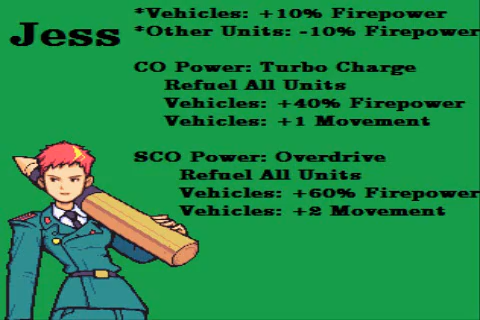 Jess
*Vehicles: +10% Firepower
*Other Units: -10% Firepower
CO Power: Turbo Charge
Refuel All Units
Vehicles: +40% Firepower
Vehicles: +1 Movement
SCO Power: Overdrive
Refuel All Units
Vehicles: +60% Firepower
Vehicles: +2 Movement